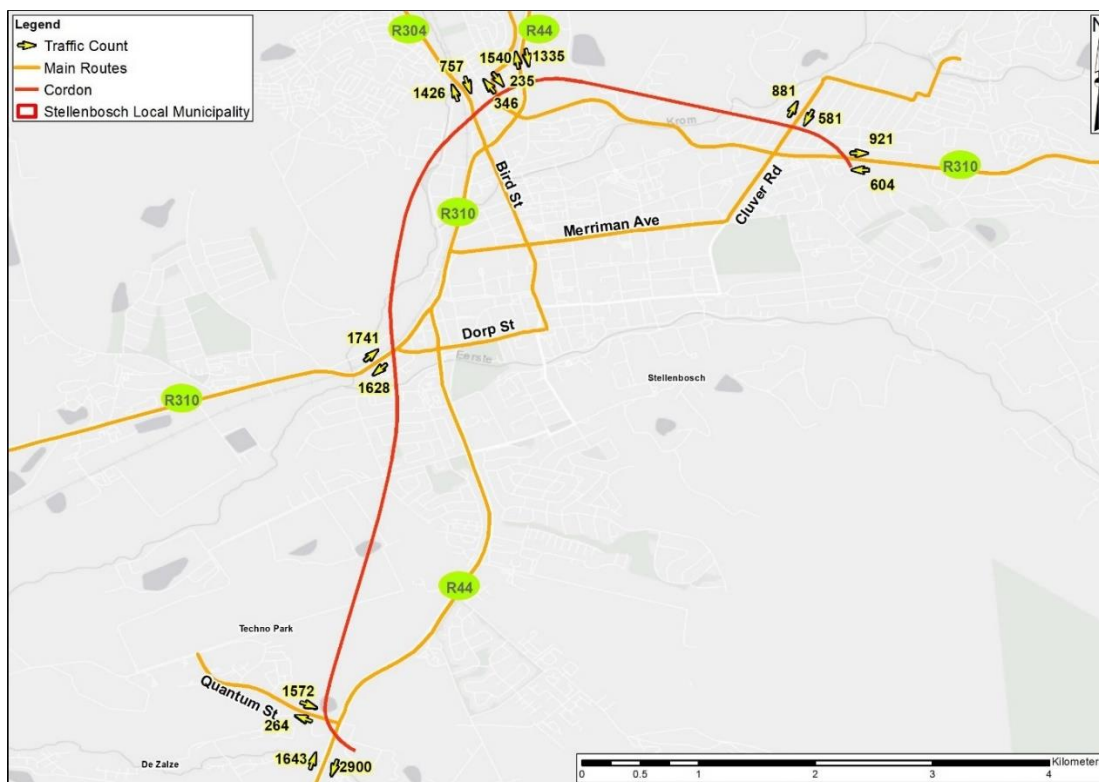 Legend
Traffic Count
Main Routes
Cordon
Stellenbosch Local Municipality
R304
R44
N
757
1540
1335
1426
235
346
881
581
Krom
921
R310
604
Bird St
Cluver Rd
R310
Merriman Ave
1741
Dorp St
Eerste
1628
Stellenbosch
R310
R44
Techno Park
Quantum St
1572
264
De Zalze
1643
2900
Kilometer
0 0.5 1 2 3 4